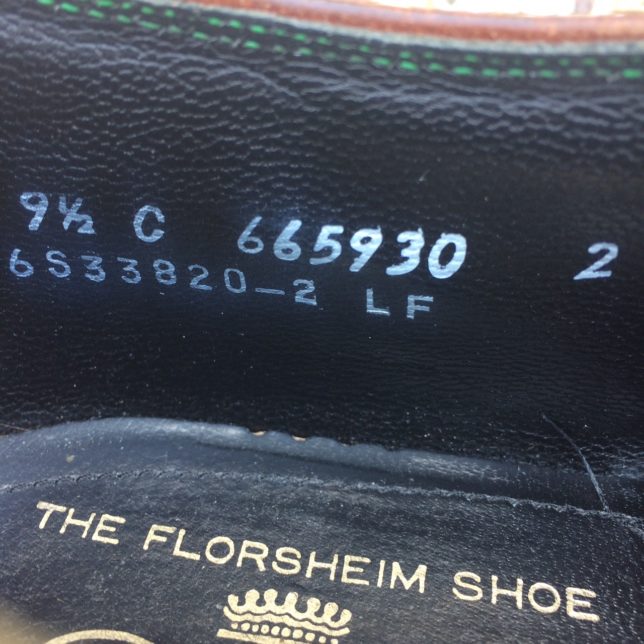 9½ C 665930 2
6S33820-2 LF
THE FLORSHEIM SHOE